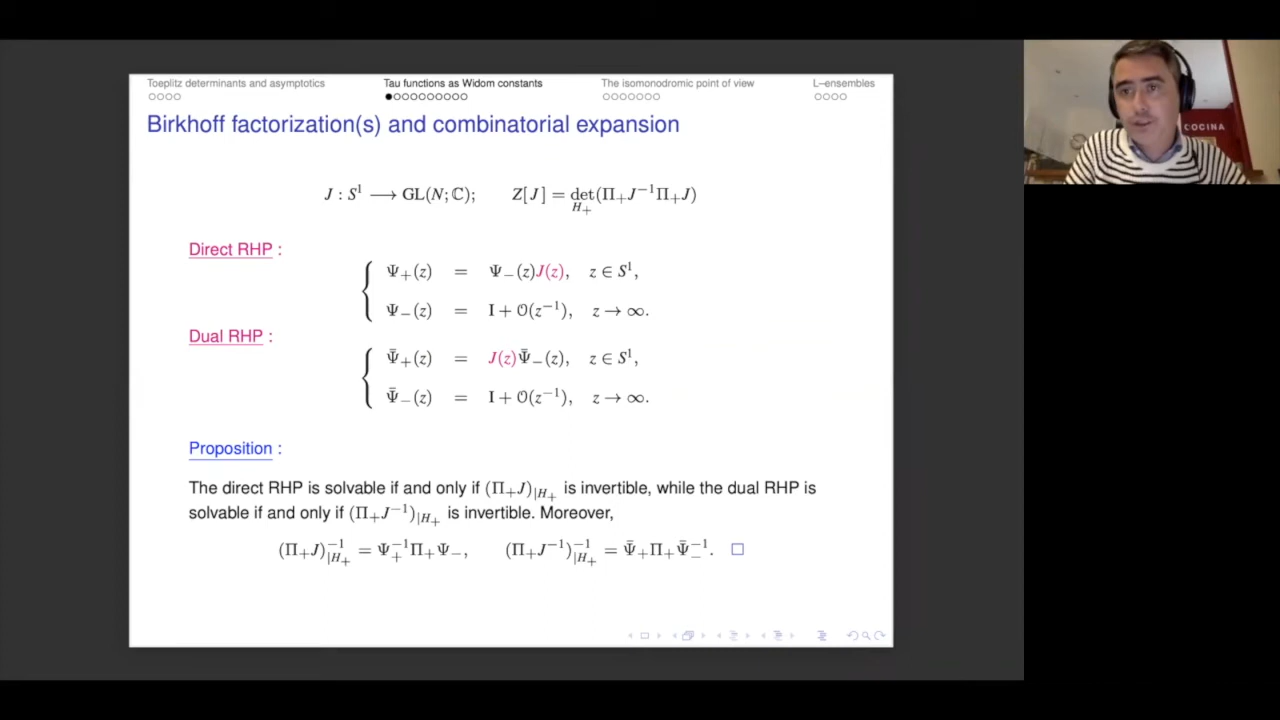 Toeplitz determinants and asymptotics Tau functions as Widom constants The isomonodromic point of view L–ensembles
Birkhoff factorization(s) and combinatorial expansion
J : S¹ ⟶ GL(N; ℂ); Z[J] = det_{H₊}(Π₊J⁻¹Π₊J)
COCINA
Direct RHP :
Ψ₊(z) = Ψ₋(z)J(z), z ∈ S¹,
Ψ₋(z) = I + O(z⁻¹), z → ∞.
Dual RHP :
Ψ̄₊(z) = J(z)Ψ̄₋(z), z ∈ S¹,
Ψ̄₋(z) = I + O(z⁻¹), z → ∞.
Proposition :
The direct RHP is solvable if and only if (Π₊J)_{|H₊} is invertible, while the dual RHP is
solvable if and only if (Π₊J⁻¹)_{|H₊} is invertible. Moreover,
(Π₊J)⁻¹_{|H₊} = Ψ₊⁻¹Π₊Ψ₋, (Π₊J⁻¹)⁻¹_{|H₊} = Ψ̄₊Π₊Ψ̄₋⁻¹. □